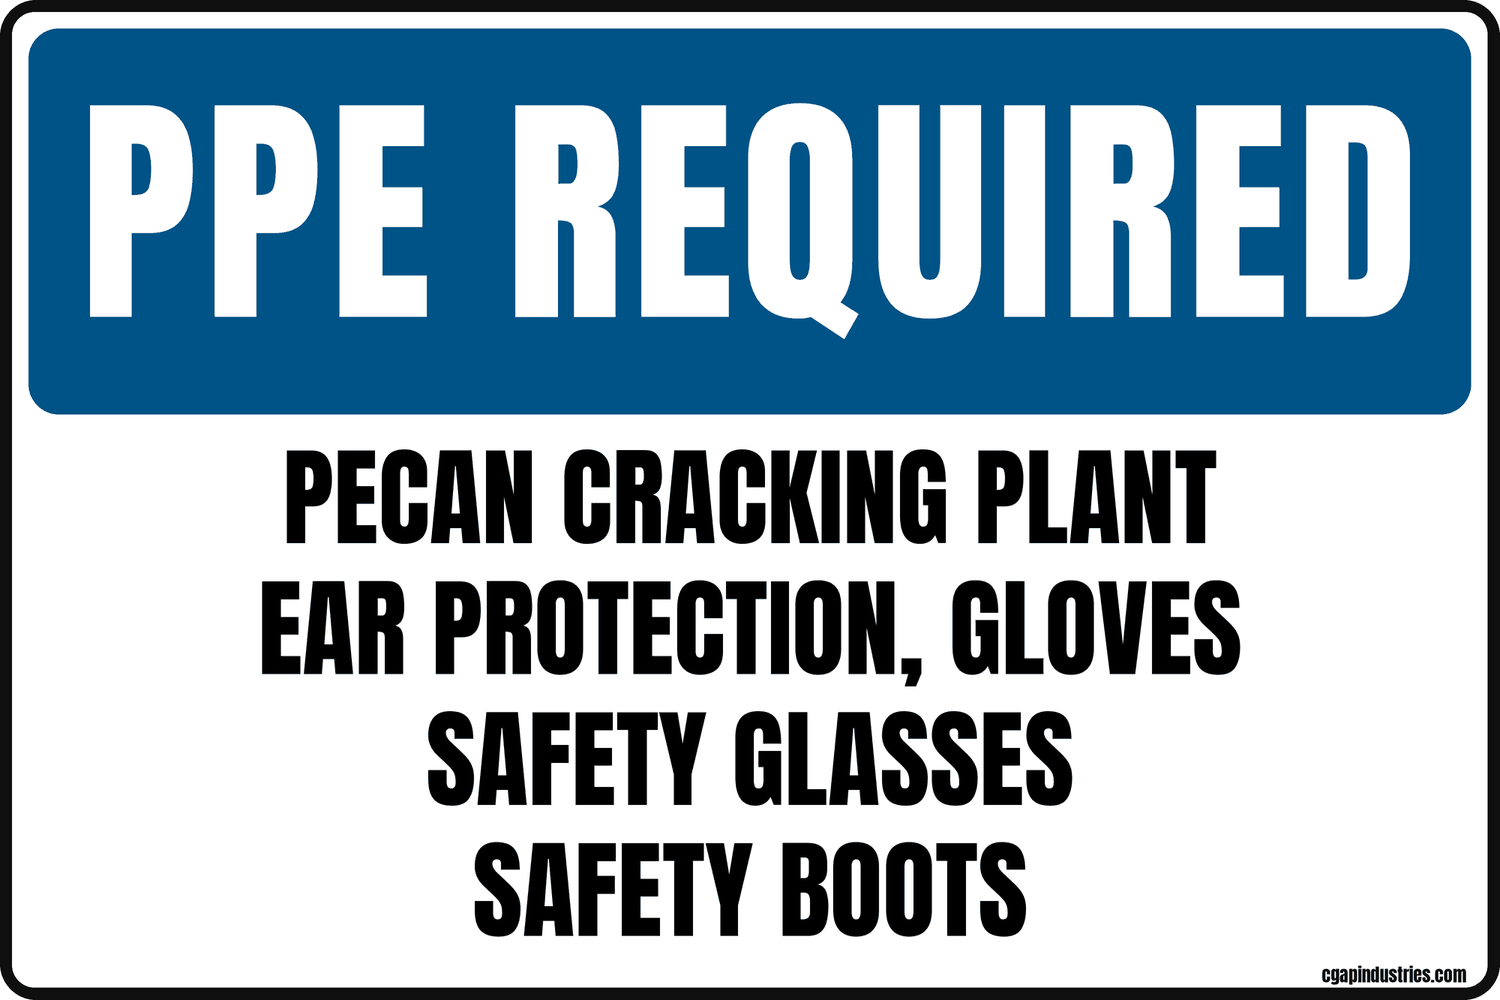 PPE REQUIRED
PECAN CRACKING PLANT
EAR PROTECTION, GLOVES
SAFETY GLASSES
SAFETY BOOTS
cgapindustries.com